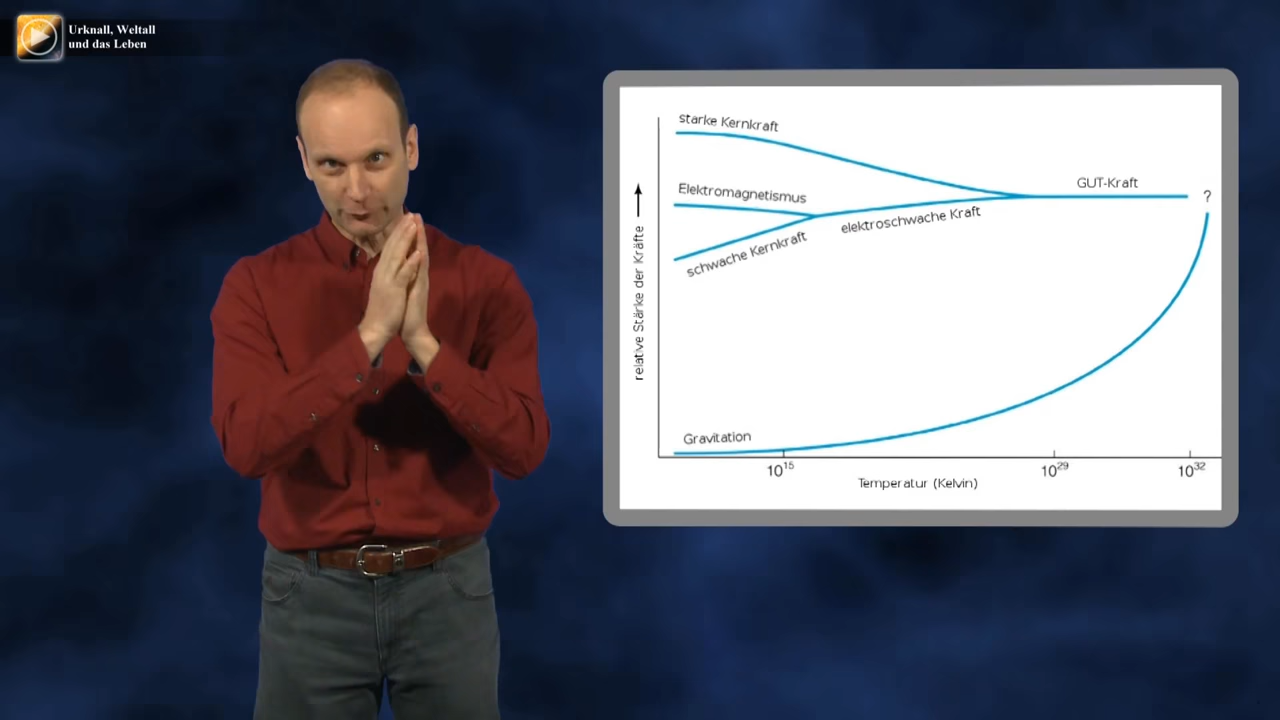 Urknall, Weltall
und das Leben
starke Kernkraft
Elektromagnetismus
schwache Kernkraft
elektroschwache Kraft
GUT-Kraft
?
relative Stärke der Kräfte
Gravitation
10¹⁵
10²⁹
10³²
Temperatur (Kelvin)